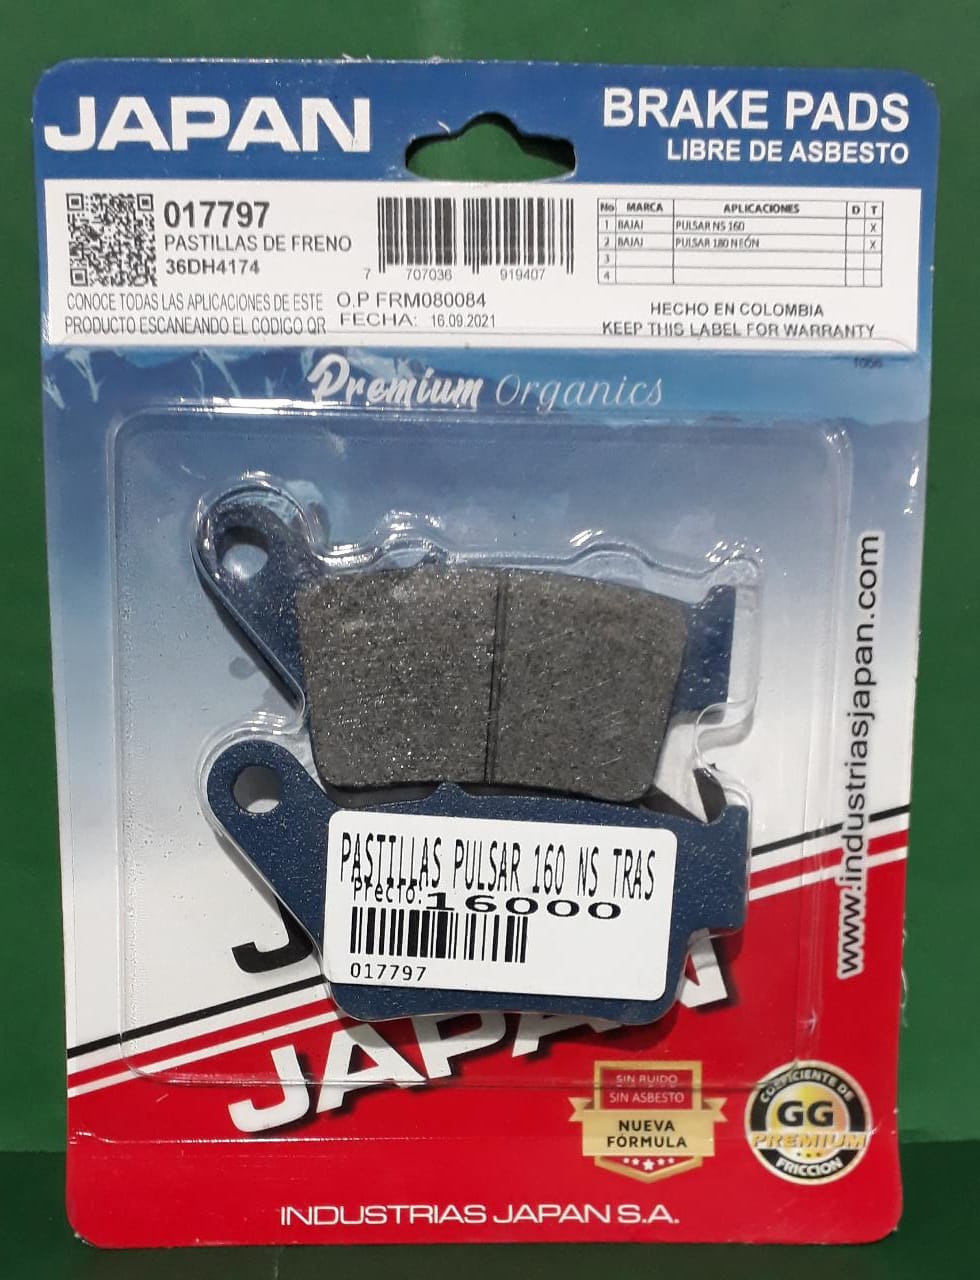 JAPAN
BRAKE PADS
LIBRE DE ASBESTO
017797
PASTILLAS DE FRENO
36DH4174
CONOCE TODAS LAS APLICACIONES DE ESTE
PRODUCTO ESCANEANDO EL CODIGO QR
7 707036 919407
O.P FRM080084
FECHA: 16.09.2021
No MARCA APLICACIONES D T
1 BAJAJ PULSAR NS 160 X
2 BAJAJ PULSAR 180 NEÓN X
3
4
HECHO EN COLOMBIA
KEEP THIS LABEL FOR WARRANTY
Premium Organics
www.industriasjapan.com
PASTILLAS PULSAR 160 NS TRAS
Precio: 16000
017797
JAPAN
SIN RUIDO
SIN ASBESTO
NUEVA
FÓRMULA
COEFICIENTE DE
GG
PREMIUM
FRICCION
INDUSTRIAS JAPAN S.A.